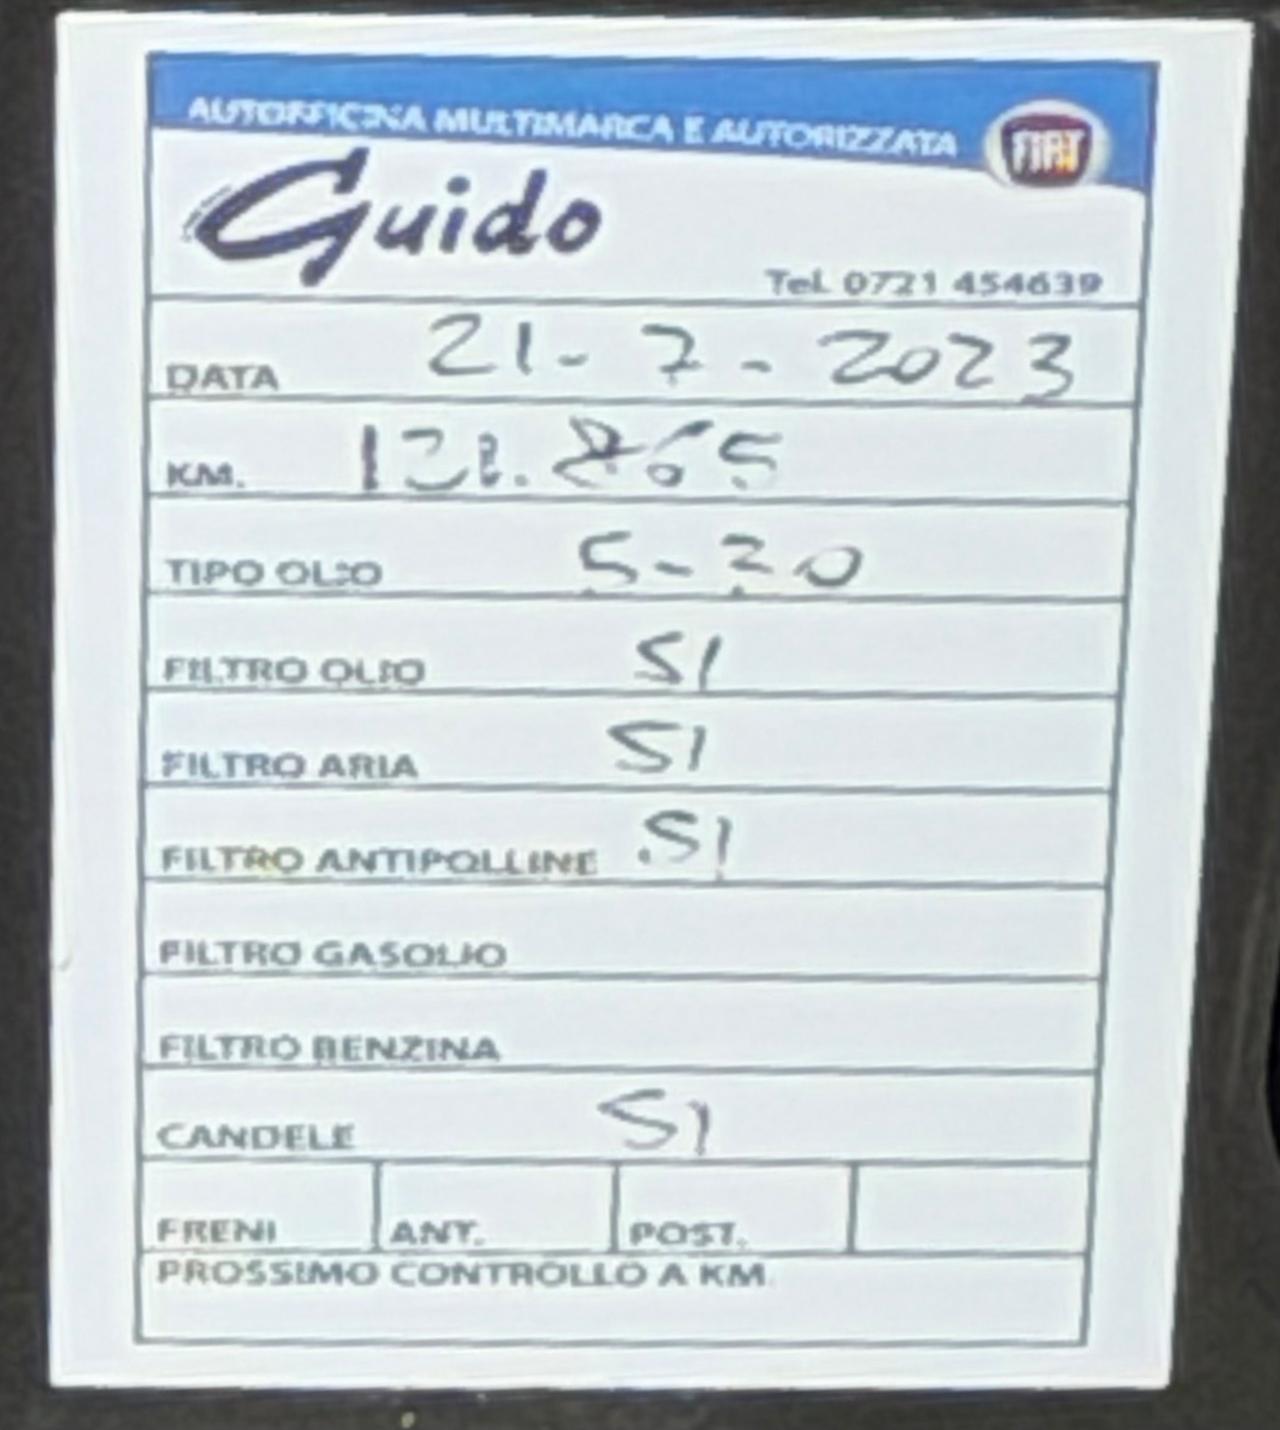 AUTOFFICINA MULTIMARCA E AUTORIZZATA FIAT
Guido
Tel. 0721 454639
DATA 21-7-2023
KM. 121.865
TIPO OLIO 5-30
FILTRO OLIO SI
FILTRO ARIA SI
FILTRO ANTIPOLLINE SI
FILTRO GASOLIO
FILTRO BENZINA
CANDELE SI
FRENI ANT. POST.
PROSSIMO CONTROLLO A KM.